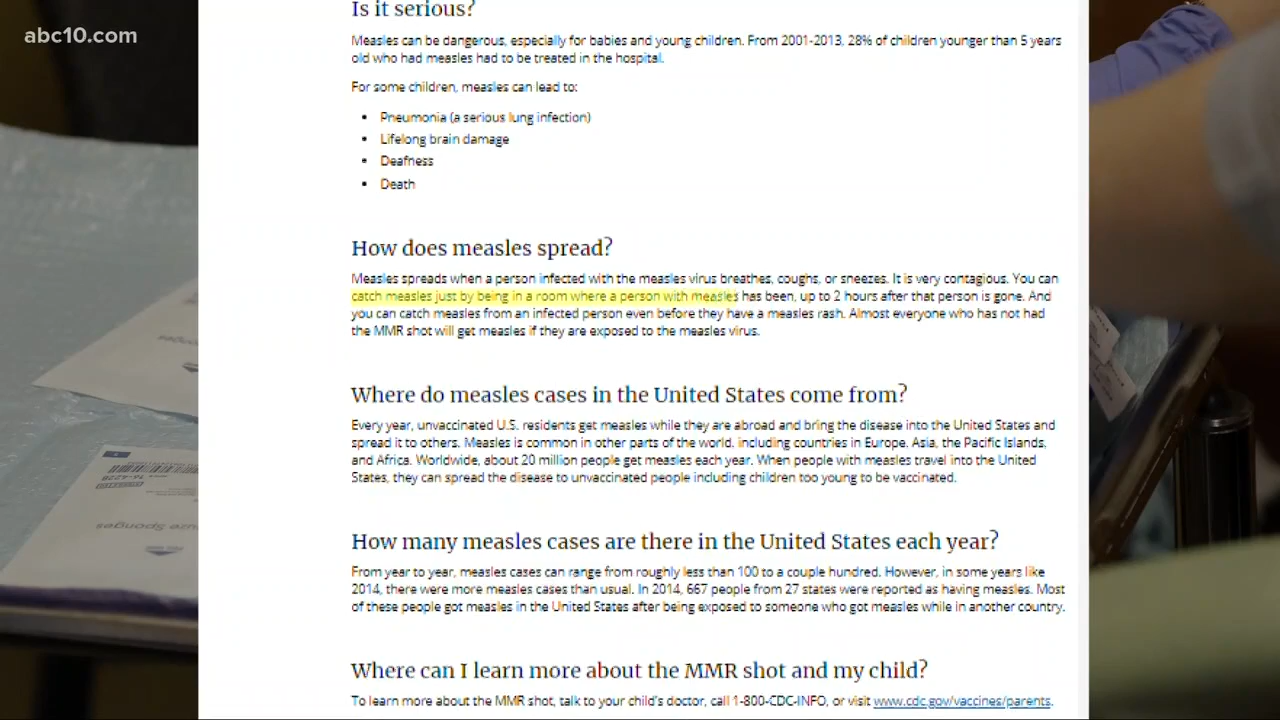 abc10.com
Is it serious?
Measles can be dangerous, especially for babies and young children. From 2001-2013, 28% of children younger than 5 years
old who had measles had to be treated in the hospital.
For some children, measles can lead to:
• Pneumonia (a serious lung infection)
• Lifelong brain damage
• Deafness
• Death
How does measles spread?
Measles spreads when a person infected with the measles virus breathes, coughs, or sneezes. It is very contagious. You can
catch measles just by being in a room where a person with measles has been, up to 2 hours after that person is gone. And
you can catch measles from an infected person even before they have a measles rash. Almost everyone who has not had
the MMR shot will get measles if they are exposed to the measles virus.
Where do measles cases in the United States come from?
Every year, unvaccinated U.S. residents get measles while they are abroad and bring the disease into the United States and
spread it to others. Measles is common in other parts of the world, including countries in Europe, Asia, the Pacific Islands,
and Africa. Worldwide, about 20 million people get measles each year. When people with measles travel into the United
States, they can spread the disease to unvaccinated people including children too young to be vaccinated.
How many measles cases are there in the United States each year?
From year to year, measles cases can range from roughly less than 100 to a couple hundred. However, in some years like
2014, there were more measles cases than usual. In 2014, 667 people from 27 states were reported as having measles. Most
of these people got measles in the United States after being exposed to someone who got measles while in another country.
Where can I learn more about the MMR shot and my child?
To learn more about the MMR shot, talk to your child's doctor, call 1-800-CDC-INFO, or visit www.cdc.gov/vaccines/parents.
16-4228
uze Sponges